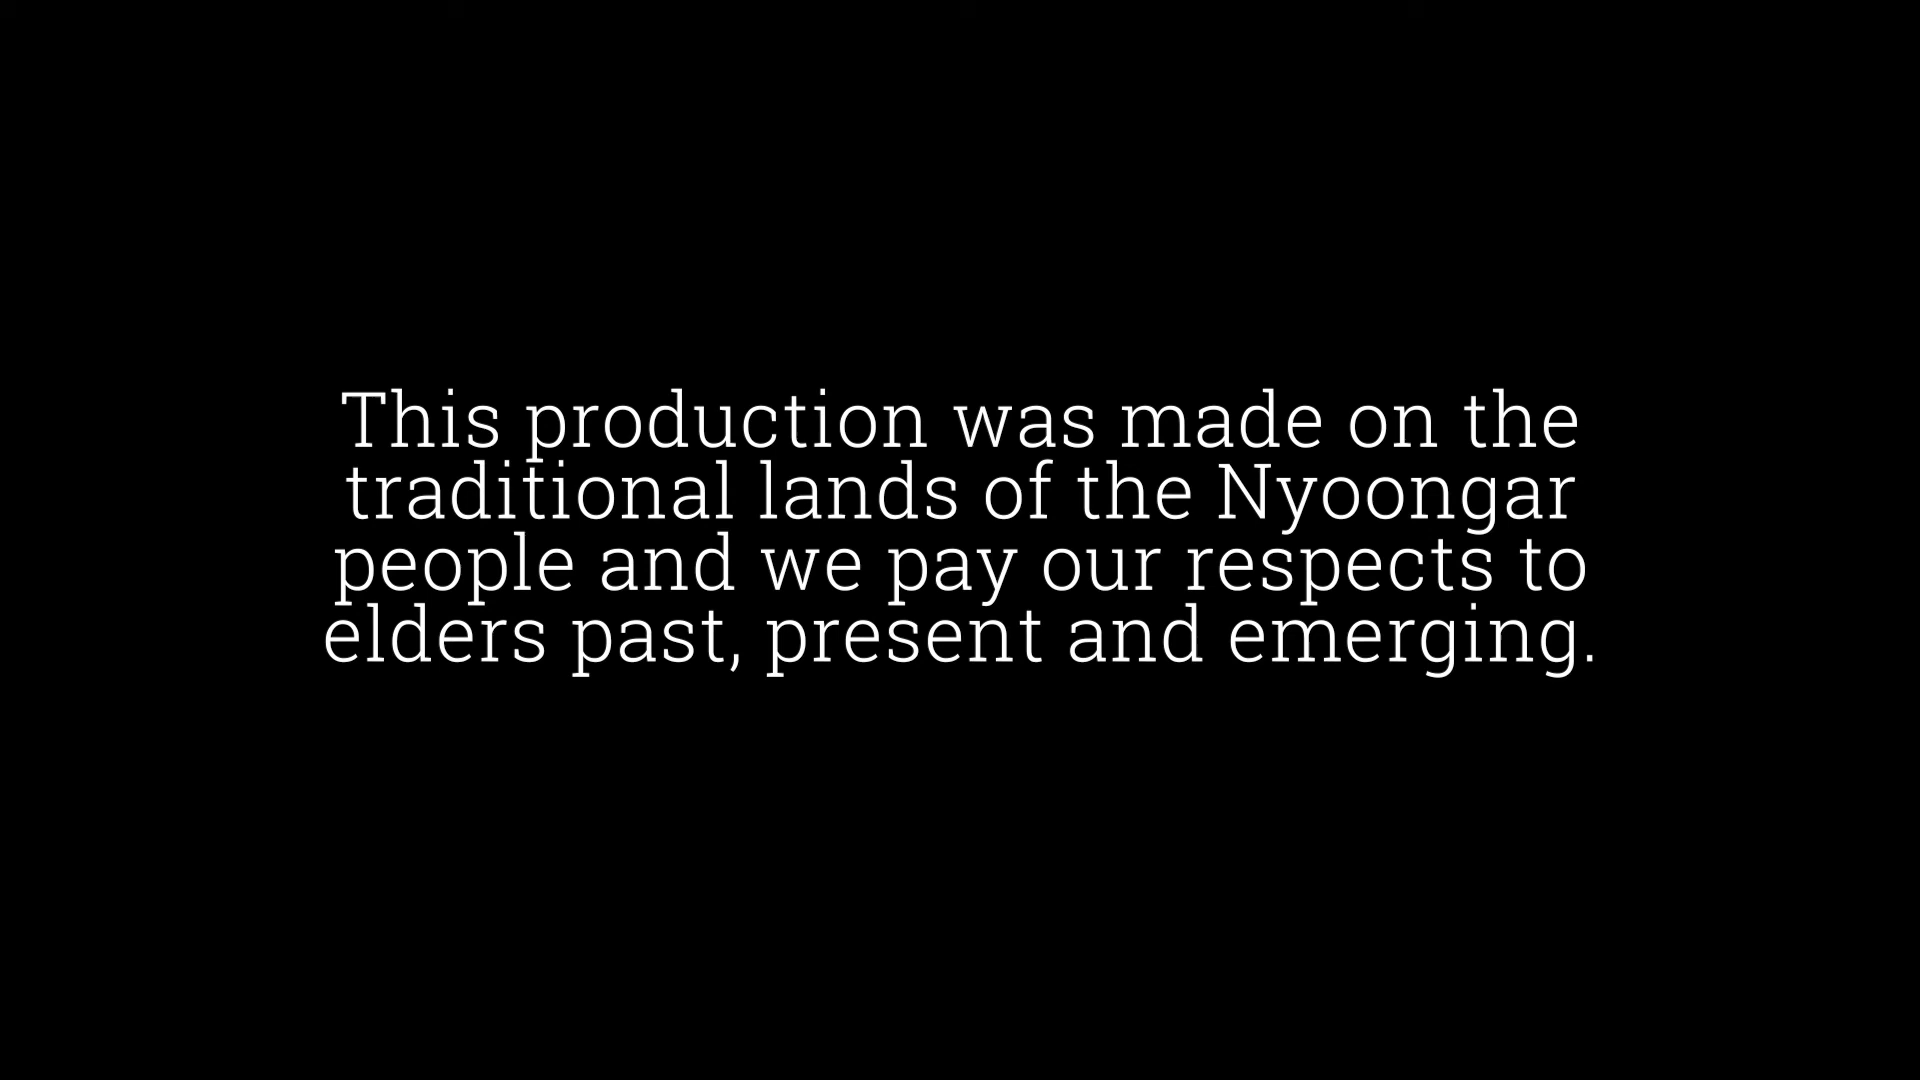 This production was made on the
traditional lands of the Nyoongar
people and we pay our respects to
elders past, present and emerging.